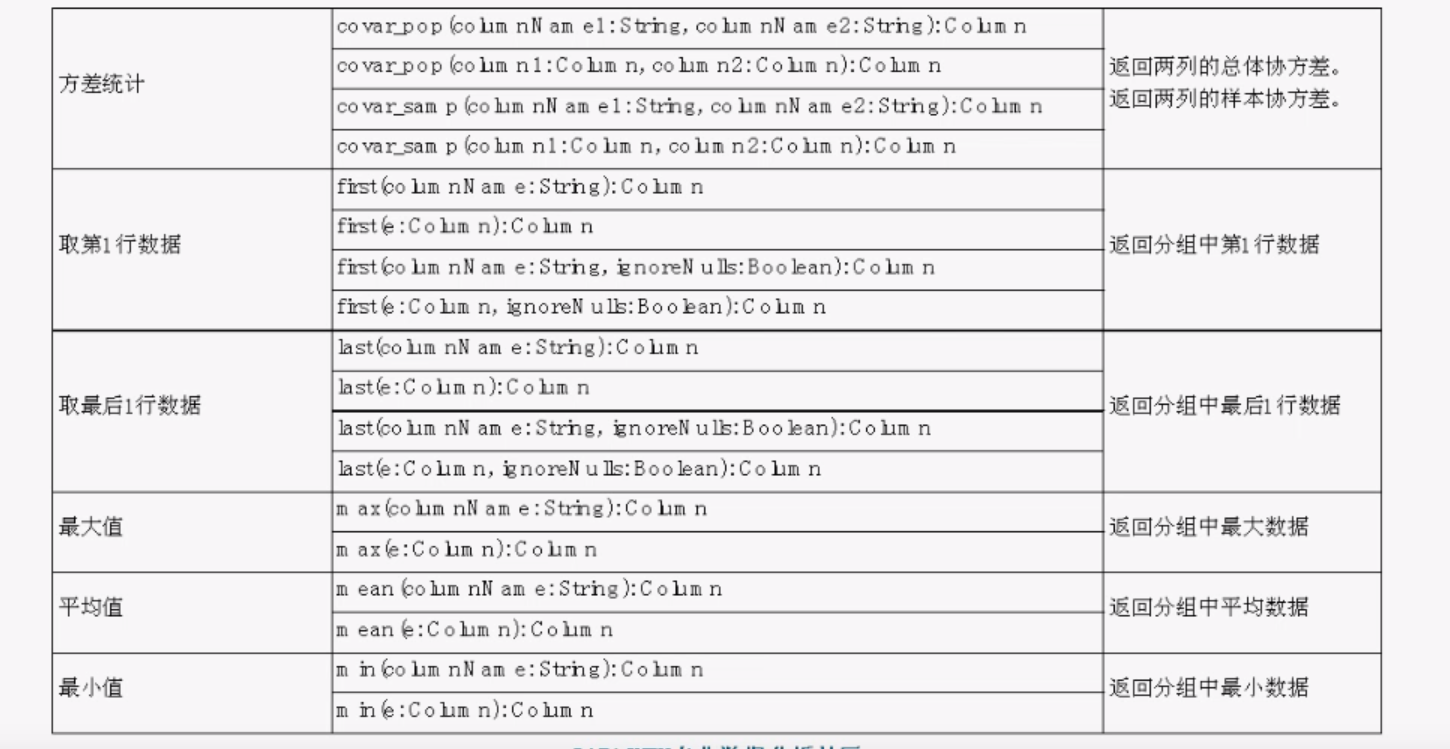 方差统计
covar_pop(columnName1:String, columnName2:String):Column
covar_pop(column1:Column, column2:Column):Column
covar_samp(columnName1:String, columnName2:String):Column
covar_samp(column1:Column, column2:Column):Column
返回两列的总体协方差。
返回两列的样本协方差。
取第1行数据
first(columnName:String):Column
first(e:Column):Column
first(columnName:String, ignoreNulls:Boolean):Column
first(e:Column, ignoreNulls:Boolean):Column
返回分组中第1行数据
取最后1行数据
last(columnName:String):Column
last(e:Column):Column
last(columnName:String, ignoreNulls:Boolean):Column
last(e:Column, ignoreNulls:Boolean):Column
返回分组中最后1行数据
最大值
max(columnName:String):Column
max(e:Column):Column
返回分组中最大数据
平均值
mean(columnName:String):Column
mean(e:Column):Column
返回分组中平均数据
最小值
min(columnName:String):Column
min(e:Column):Column
返回分组中最小数据